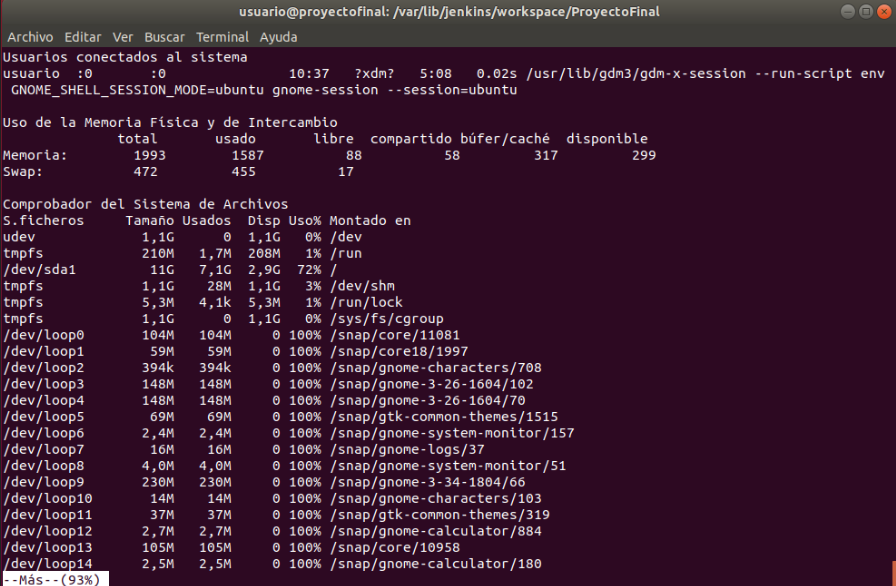 usuario@proyectofinal: /var/lib/jenkins/workspace/ProyectoFinal
Archivo Editar Ver Buscar Terminal Ayuda
Usuarios conectados al sistema
usuario  :0       :0               10:37   ?xdm?   5:08   0.02s /usr/lib/gdm3/gdm-x-session --run-script env
 GNOME_SHELL_SESSION_MODE=ubuntu gnome-session --session=ubuntu
Uso de la Memoria Física y de Intercambio
              total       usado       libre  compartido búfer/caché  disponible
Memoria:        1993        1587          88          58         317         299
Swap:           472         455          17
Comprobador del Sistema de Archivos
S.ficheros     Tamaño Usados  Disp Uso% Montado en
udev             1,1G      0  1,1G   0% /dev
tmpfs            210M   1,7M  208M   1% /run
/dev/sda1         11G   7,1G  2,9G  72% /
tmpfs            1,1G    28M  1,1G   3% /dev/shm
tmpfs            5,3M   4,1k  5,3M   1% /run/lock
tmpfs            1,1G      0  1,1G   0% /sys/fs/cgroup
/dev/loop0       104M   104M     0 100% /snap/core/11081
/dev/loop1        59M    59M     0 100% /snap/core18/1997
/dev/loop2       394k   394k     0 100% /snap/gnome-characters/708
/dev/loop3       148M   148M     0 100% /snap/gnome-3-26-1604/102
/dev/loop4       148M   148M     0 100% /snap/gnome-3-26-1604/70
/dev/loop5        69M    69M     0 100% /snap/gtk-common-themes/1515
/dev/loop6       2,4M   2,4M     0 100% /snap/gnome-system-monitor/157
/dev/loop7        16M    16M     0 100% /snap/gnome-logs/37
/dev/loop8       4,0M   4,0M     0 100% /snap/gnome-system-monitor/51
/dev/loop9       230M   230M     0 100% /snap/gnome-3-34-1804/66
/dev/loop10       14M    14M     0 100% /snap/gnome-characters/103
/dev/loop11       37M    37M     0 100% /snap/gtk-common-themes/319
/dev/loop12      2,7M   2,7M     0 100% /snap/gnome-calculator/884
/dev/loop13      105M   105M     0 100% /snap/core/10958
/dev/loop14      2,5M   2,5M     0 100% /snap/gnome-calculator/180
--Más--(93%)